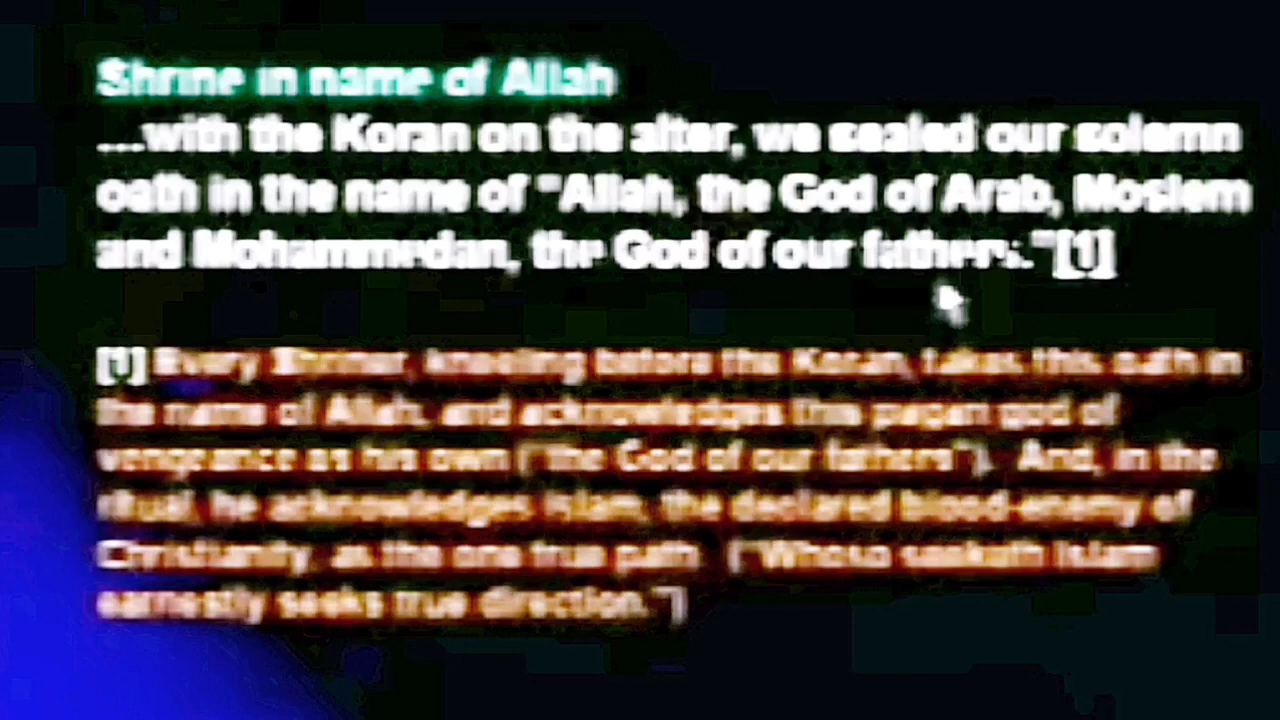 Shrine in name of Allah
...with the Koran on the alter, we sealed our solemn
oath in the name of "Allah, the God of Arab, Moslem
and Mohammedan, the God of our fathers."[1]
[1] Every Shriner, kneeling before the Koran, takes this oath in
the name of Allah, and acknowledges this pagan god of
vengeance as his own ("the God of our fathers"). And, in the
ritual, he acknowledges Islam, the declared blood-enemy of
Christianity, as the one true path ("Whoso seeketh Islam
earnestly seeks true direction.")